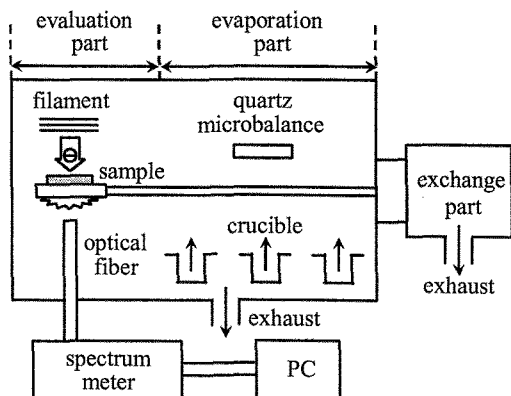 evaluation
part
evaporation
part
filament
quartz
microbalance
⊖
sample
exchange
part
optical
fiber
crucible
exhaust
exhaust
spectrum
meter
PC